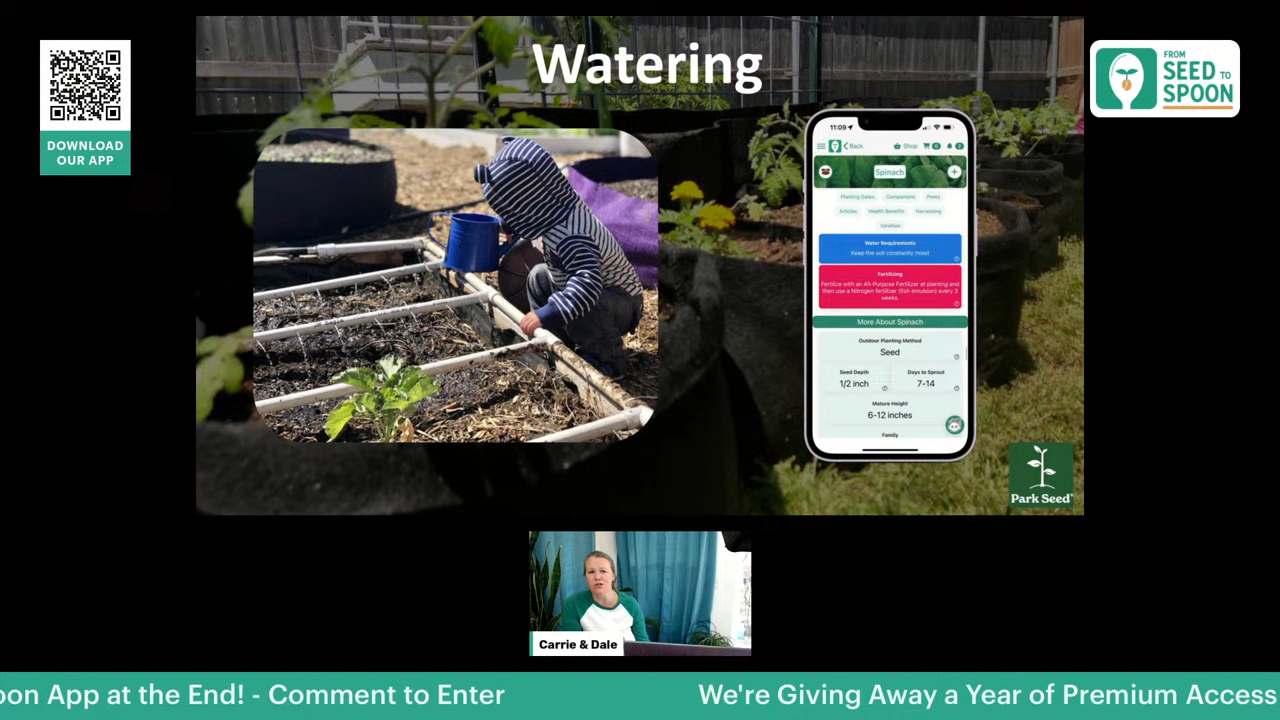 Watering
DOWNLOAD
OUR APP
FROM
SEED TO
SPOON
11:09
Back
Shop
0
2
Spinach
Planting Dates
Companions
Pests
Articles
Health Benefits
Harvesting
Varieties
Water Requirements
Keep the soil constantly moist
Fertilizing
Fertilize with an All-Purpose Fertilizer at planting and
then use a Nitrogen fertilizer (fish emulsion) every 3
weeks.
More About Spinach
Outdoor Planting Method
Seed
Seed Depth
Days to Sprout
1/2 inch
7-14
Mature Height
6-12 inches
Family
Park Seed
Carrie & Dale
oon App at the End! - Comment to Enter
We're Giving Away a Year of Premium Access